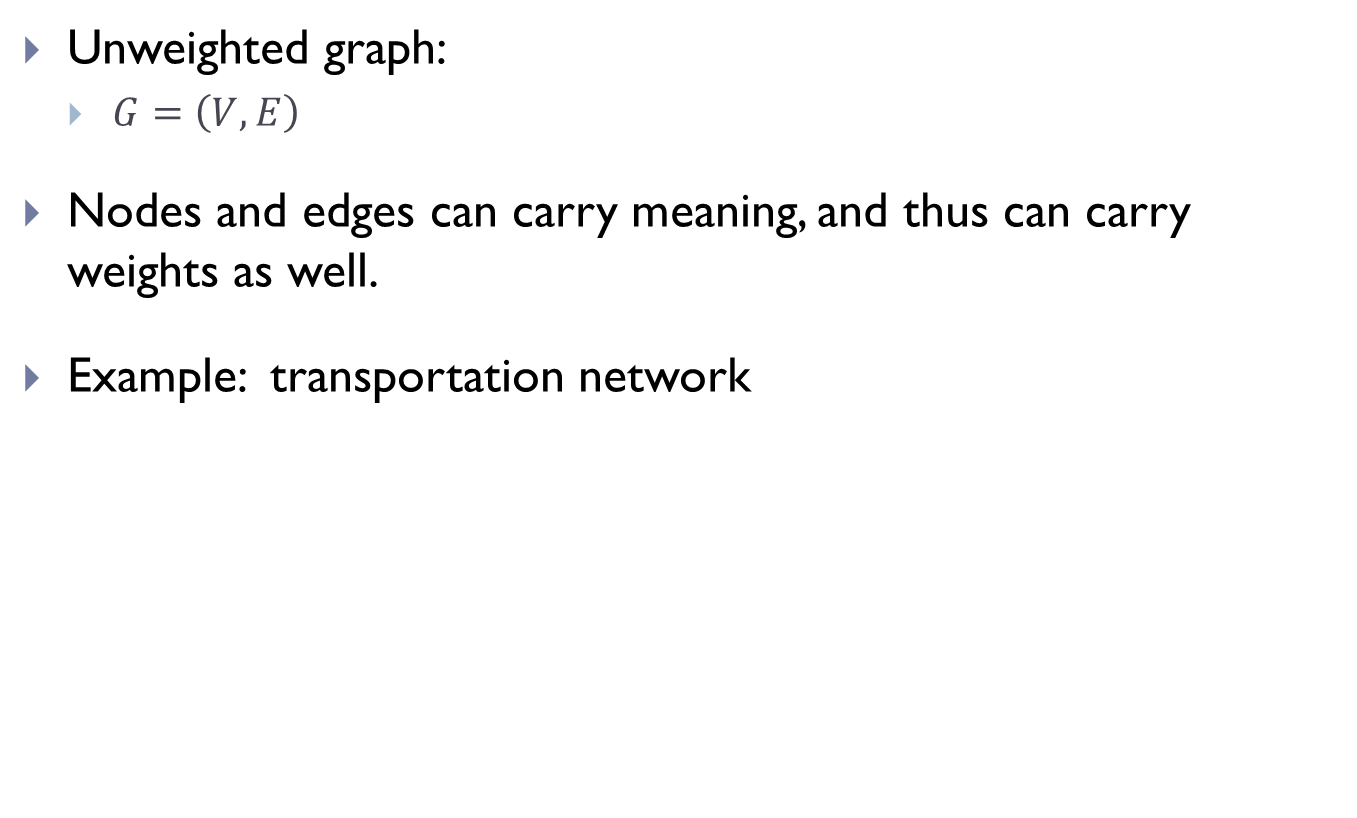 Unweighted graph:
G = (V, E)
Nodes and edges can carry meaning, and thus can carry
weights as well.
Example: transportation network